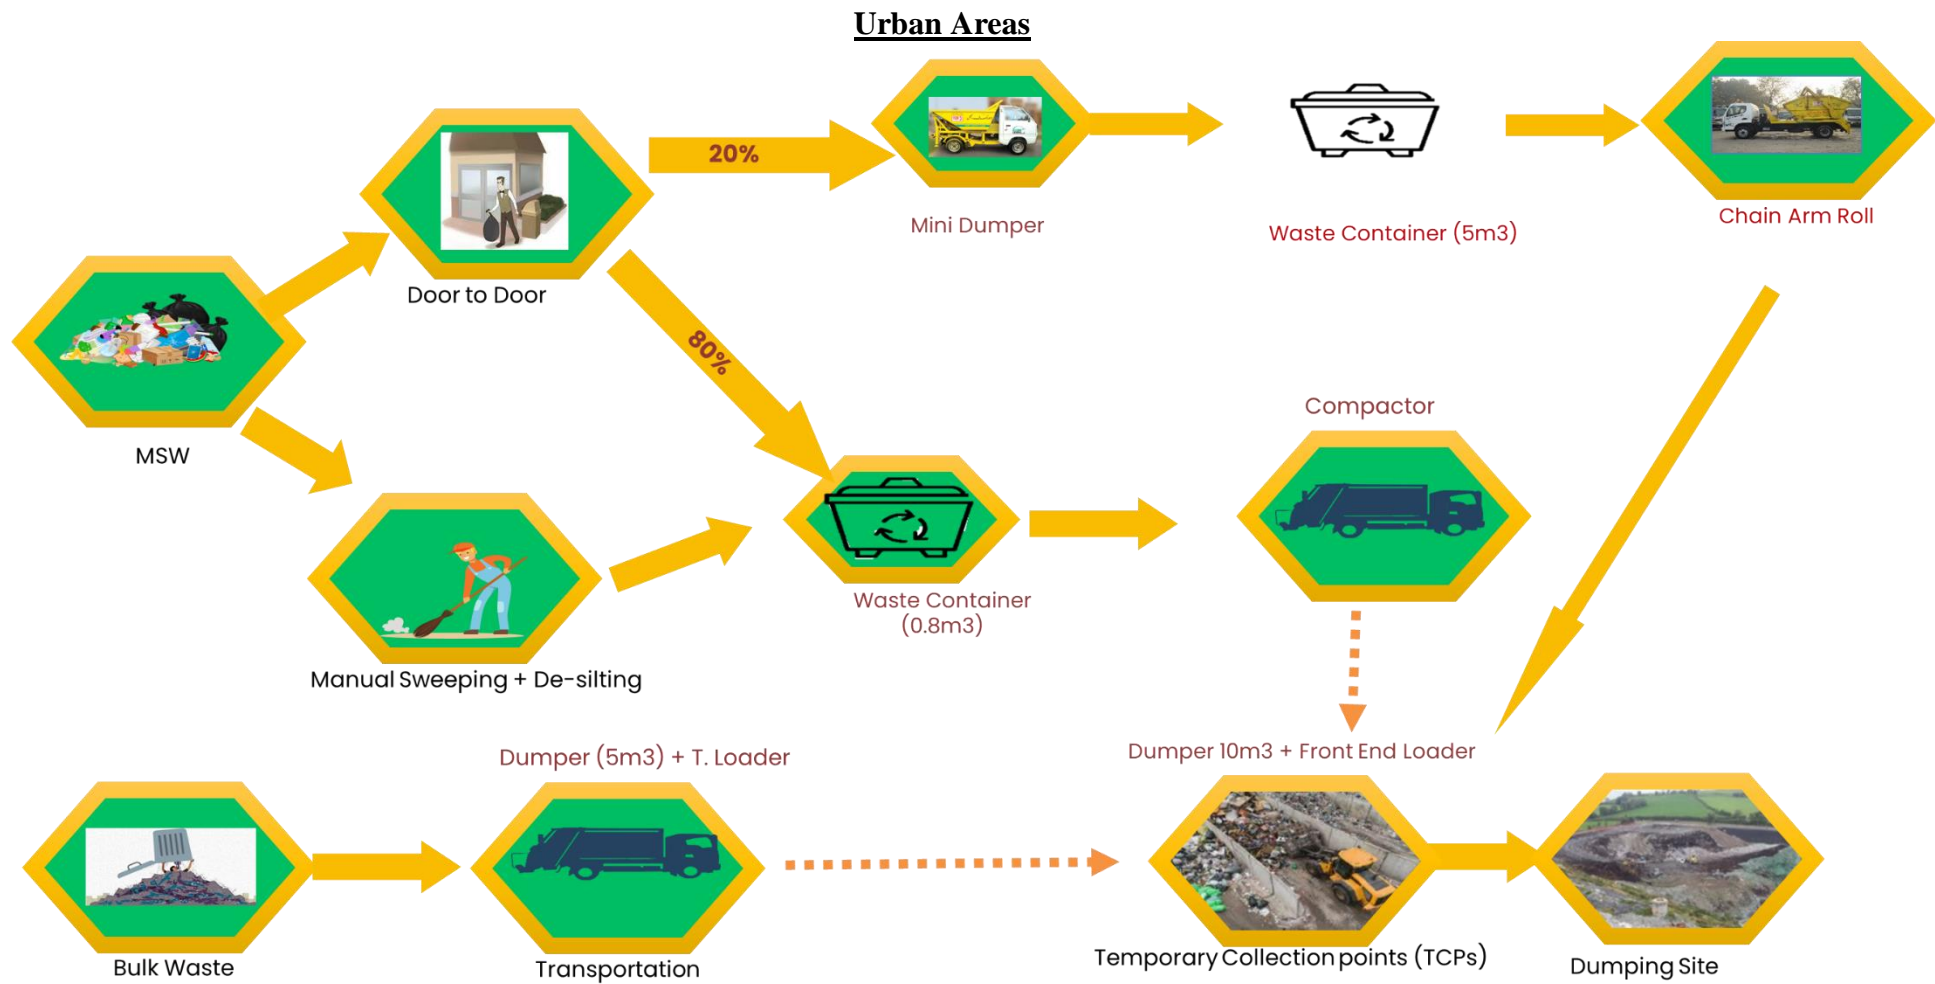 Urban Areas
20%
Mini Dumper
Waste Container (5m3)
Chain Arm Roll
Door to Door
80%
MSW
Compactor
Waste Container
(0.8m3)
Manual Sweeping + De-silting
Dumper (5m3) + T. Loader
Dumper 10m3 + Front End Loader
Bulk Waste
Transportation
Temporary Collection points (TCPs)
Dumping Site